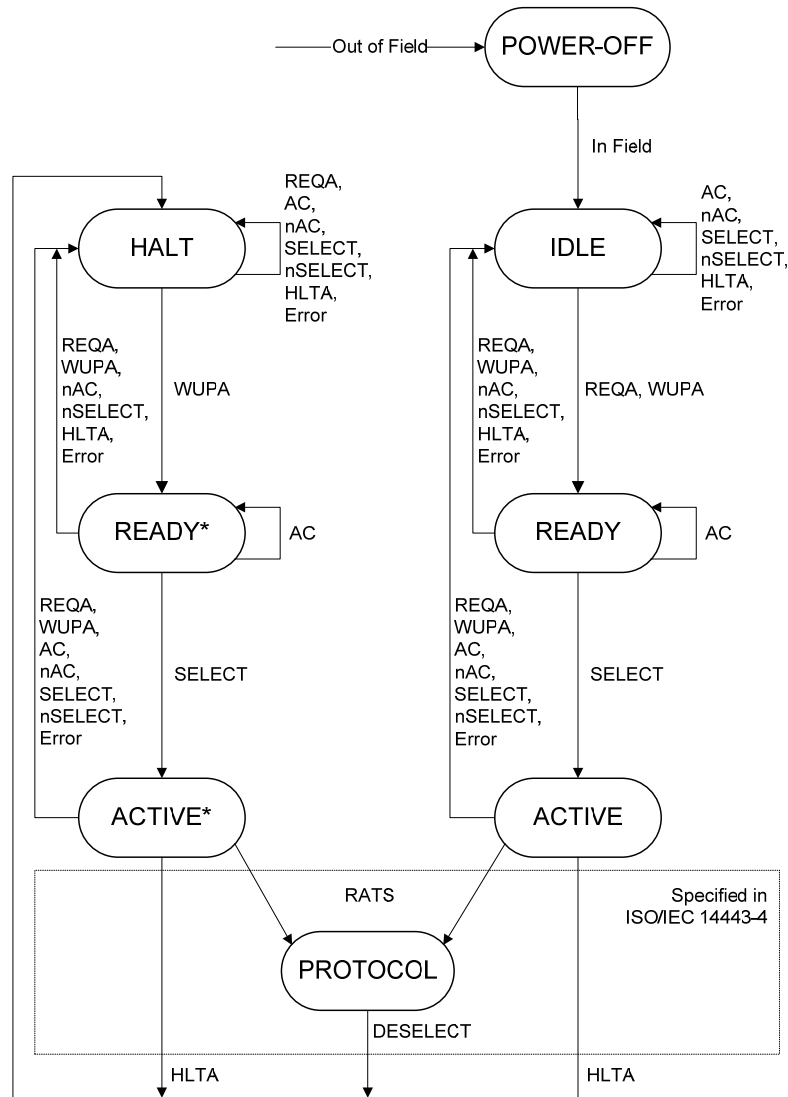 Out of Field
POWER-OFF
In Field
HALT
REQA,
AC,
nAC,
SELECT,
nSELECT,
HLTA,
Error
IDLE
AC,
nAC,
SELECT,
nSELECT,
HLTA,
Error
REQA,
WUPA,
nAC,
nSELECT,
HLTA,
Error
WUPA
REQA,
WUPA,
nAC,
nSELECT,
HLTA,
Error
REQA, WUPA
READY*
AC
READY
AC
REQA,
WUPA,
AC,
nAC,
SELECT,
nSELECT,
Error
SELECT
REQA,
WUPA,
AC,
nAC,
SELECT,
nSELECT,
Error
SELECT
ACTIVE*
ACTIVE
RATS
Specified in
ISO/IEC 14443-4
PROTOCOL
DESELECT
HLTA
HLTA